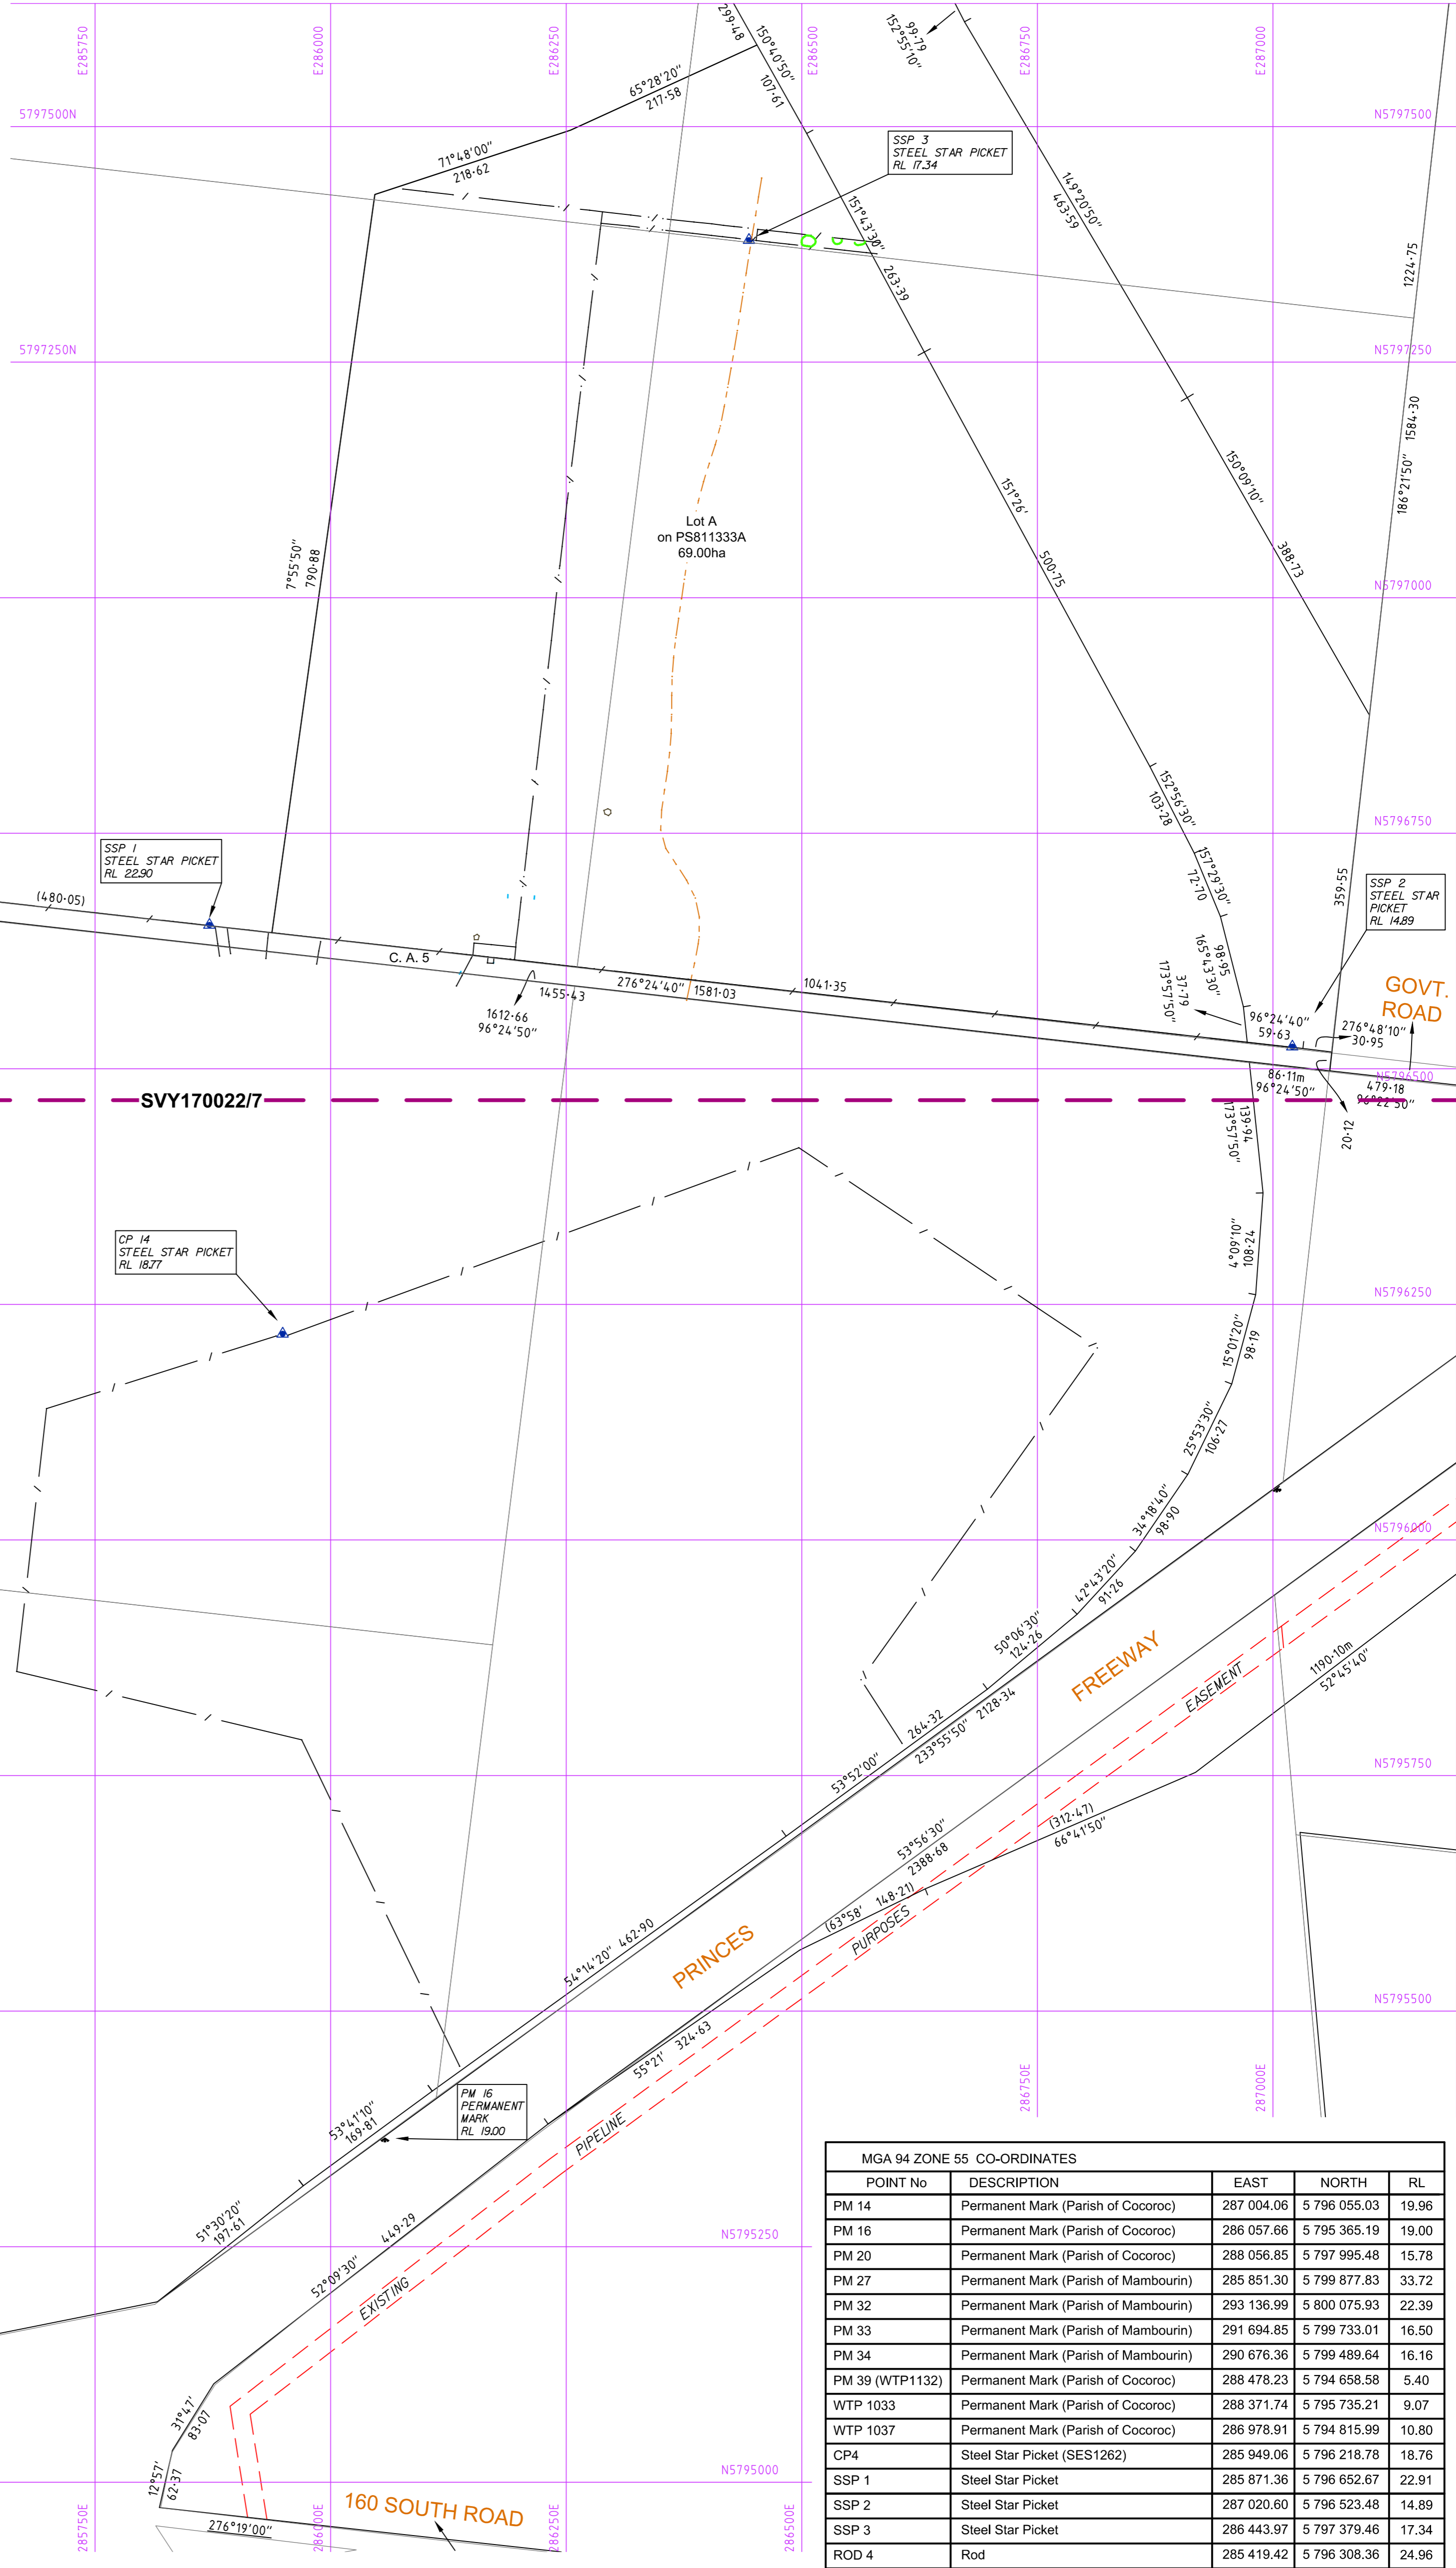 E285750
E286000
E286250
E286500
E286750
E287000
299·48
150°40'50"
107·61
99·79
152°55'10"
65°28'20"
217·58
5797500N
N5797500
SSP 3
STEEL STAR PICKET
RL 17.34
71°48'00"
218·62
149°20'50"
463·59
151°43'30"
263·39
1224·75
5797250N
N5797250
186°21'50" 1584·30
150°09'10"
388·73
151°26'
500·75
Lot A
on PS811333A
69.00ha
7°55'50"
790·88
N5797000
152°56'30"
103·28
N5796750
SSP 1
STEEL STAR PICKET
RL 22.90
157°29'30"
72·70
359·55
SSP 2
STEEL STAR
PICKET
RL 14.89
(480·05)
98·95
165°43'30"
37·79
173°57'50"
C. A. 5
276°24'40" 1581·03
1041·35
1455·43
1612·66
96°24'50"
GOVT.
ROAD
96°24'40"
59·63
276°48'10"
30·95
86·11m
96°24'50"
N5796500
479·18
96°22'50"
SVY170022/7
139·94
173°57'50"
20·12
CP 14
STEEL STAR PICKET
RL 18.77
4°09'10"
108·24
N5796250
15°01'20"
98·19
25°53'30"
106·27
34°18'40"
98·90
N5796000
42°43'20"
91·26
50°06'30"
124·26
FREEWAY
EASEMENT
1190·10m
52°45'40"
264·32
53°52'00"
233°55'50" 2128·34
N5795750
(312·47)
66°41'50"
53°56'30"
2388·68
(63°58' 148·21)
PURPOSES
54°14'20" 462·90
PRINCES
N5795500
55°21' 324·63
286750E
287000E
PM 16
PERMANENT
MARK
RL 19.00
53°41'10"
169·81
PIPELINE
51°30'20"
197·61
449·29
52°09'30"
EXISTING
N5795250
31°47'
83·07
12°57'
62·37
N5795000
160 SOUTH ROAD
276°19'00"
285750E
286000E
286250E
286500E
MGA 94 ZONE 55 CO-ORDINATES
POINT No DESCRIPTION EAST NORTH RL
PM 14 Permanent Mark (Parish of Cocoroc) 287 004.06 5 796 055.03 19.96
PM 16 Permanent Mark (Parish of Cocoroc) 286 057.66 5 795 365.19 19.00
PM 20 Permanent Mark (Parish of Cocoroc) 288 056.85 5 797 995.48 15.78
PM 27 Permanent Mark (Parish of Mambourin) 285 851.30 5 799 877.83 33.72
PM 32 Permanent Mark (Parish of Mambourin) 293 136.99 5 800 075.93 22.39
PM 33 Permanent Mark (Parish of Mambourin) 291 694.85 5 799 733.01 16.50
PM 34 Permanent Mark (Parish of Mambourin) 290 676.36 5 799 489.64 16.16
PM 39 (WTP1132) Permanent Mark (Parish of Cocoroc) 288 478.23 5 794 658.58 5.40
WTP 1033 Permanent Mark (Parish of Cocoroc) 288 371.74 5 795 735.21 9.07
WTP 1037 Permanent Mark (Parish of Cocoroc) 286 978.91 5 794 815.99 10.80
CP4 Steel Star Picket (SES1262) 285 949.06 5 796 218.78 18.76
SSP 1 Steel Star Picket 285 871.36 5 796 652.67 22.91
SSP 2 Steel Star Picket 287 020.60 5 796 523.48 14.89
SSP 3 Steel Star Picket 286 443.97 5 797 379.46 17.34
ROD 4 Rod 285 419.42 5 796 308.36 24.96